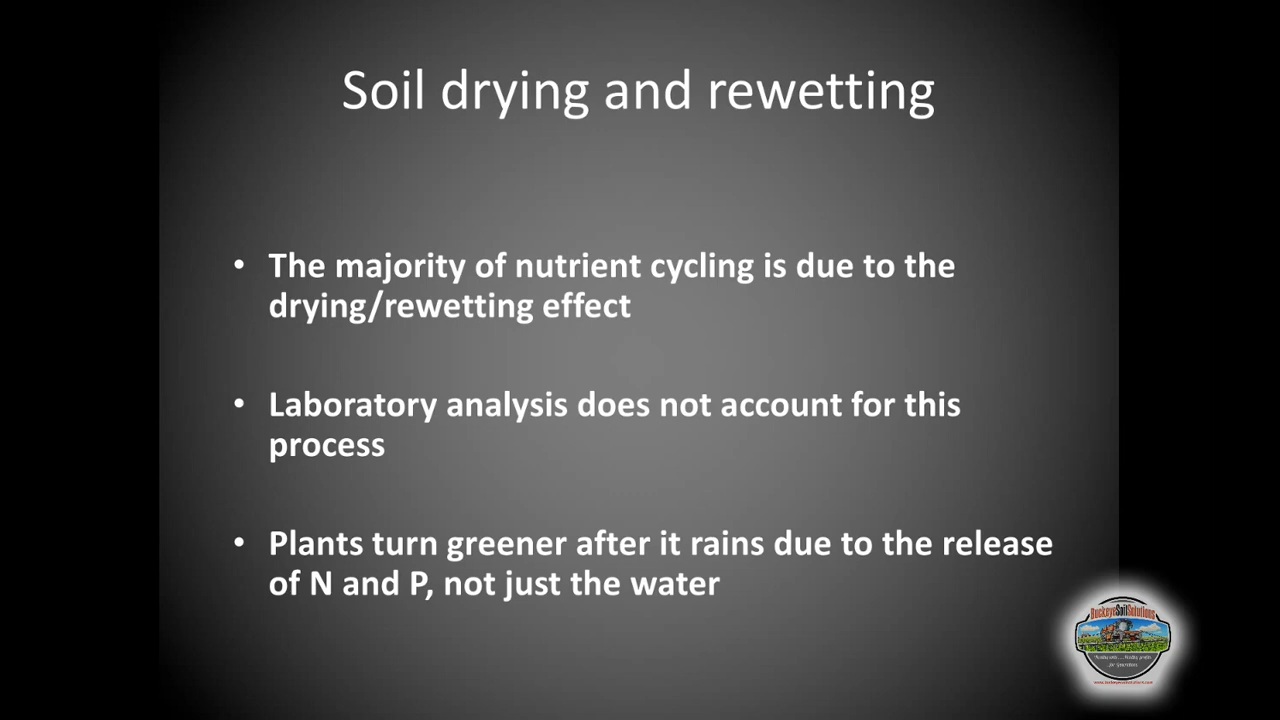 Soil drying and rewetting
• The majority of nutrient cycling is due to the
drying/rewetting effect
• Laboratory analysis does not account for this
process
• Plants turn greener after it rains due to the release
of N and P, not just the water
BuckeyeSoilSolutions